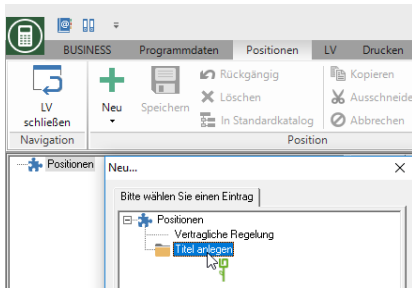 BUSINESS Programmdaten Positionen LV Drucken
LV schließen
Neu
Speichern
Rückgängig
Löschen
In Standardkatalog
Kopieren
Ausschneide
Abbrechen
Navigation
Position
Positionen
Neu...
Bitte wählen Sie einen Eintrag
Positionen
Vertragliche Regelung
Titel anlegen